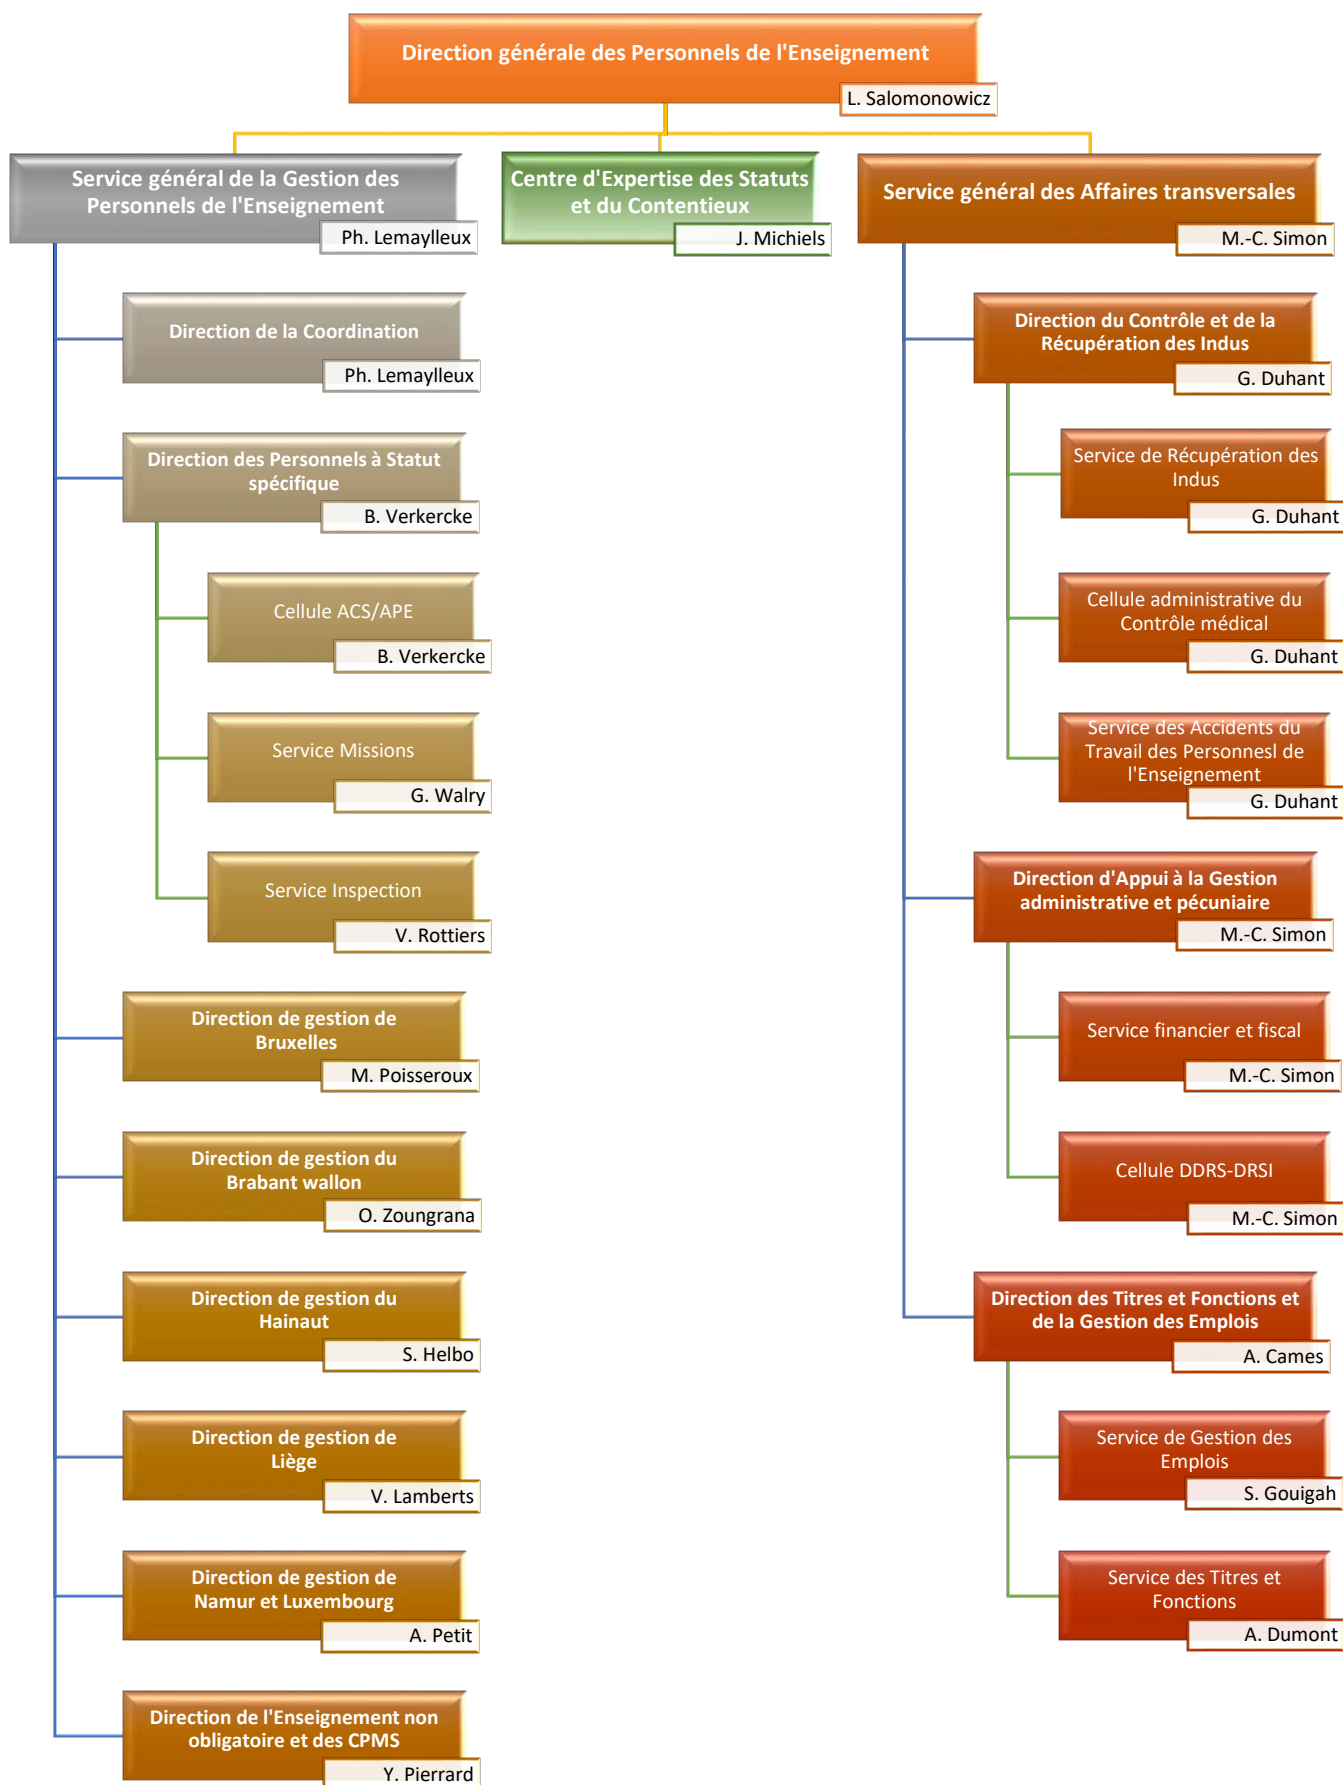 Direction générale des Personnels de l'Enseignement
L. Salomonowicz
Service général de la Gestion des
Personnels de l'Enseignement
Ph. Lemaylleux
Direction de la Coordination
Ph. Lemaylleux
Direction des Personnels à Statut
spécifique
B. Verkercke
Cellule ACS/APE
B. Verkercke
Service Missions
G. Walry
Service Inspection
V. Rottiers
Direction de gestion de
Bruxelles
M. Poisseroux
Direction de gestion du
Brabant wallon
O. Zoungrana
Direction de gestion du
Hainaut
S. Helbo
Direction de gestion de
Liège
V. Lamberts
Direction de gestion de
Namur et Luxembourg
A. Petit
Direction de l'Enseignement non
obligatoire et des CPMS
Y. Pierrard
Centre d'Expertise des Statuts
et du Contentieux
J. Michiels
Service général des Affaires transversales
M.-C. Simon
Direction du Contrôle et de la
Récupération des Indus
G. Duhant
Service de Récupération des
Indus
G. Duhant
Cellule administrative du
Contrôle médical
G. Duhant
Service des Accidents du
Travail des Personnesl de
l'Enseignement
G. Duhant
Direction d'Appui à la Gestion
administrative et pécuniaire
M.-C. Simon
Service financier et fiscal
M.-C. Simon
Cellule DDRS-DRSI
M.-C. Simon
Direction des Titres et Fonctions et
de la Gestion des Emplois
A. Cames
Service de Gestion des
Emplois
S. Gouigah
Service des Titres et
Fonctions
A. Dumont